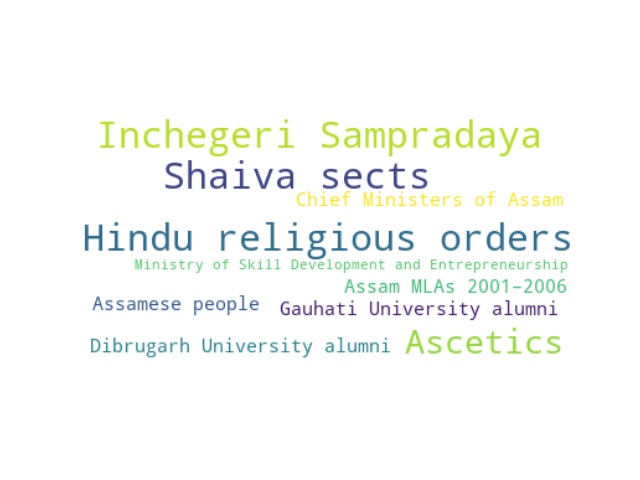 Inchegeri Sampradaya
Shaiva sects
Chief Ministers of Assam
Hindu religious orders
Ministry of Skill Development and Entrepreneurship
Assam MLAs 2001–2006
Assamese people
Gauhati University alumni
Dibrugarh University alumni
Ascetics